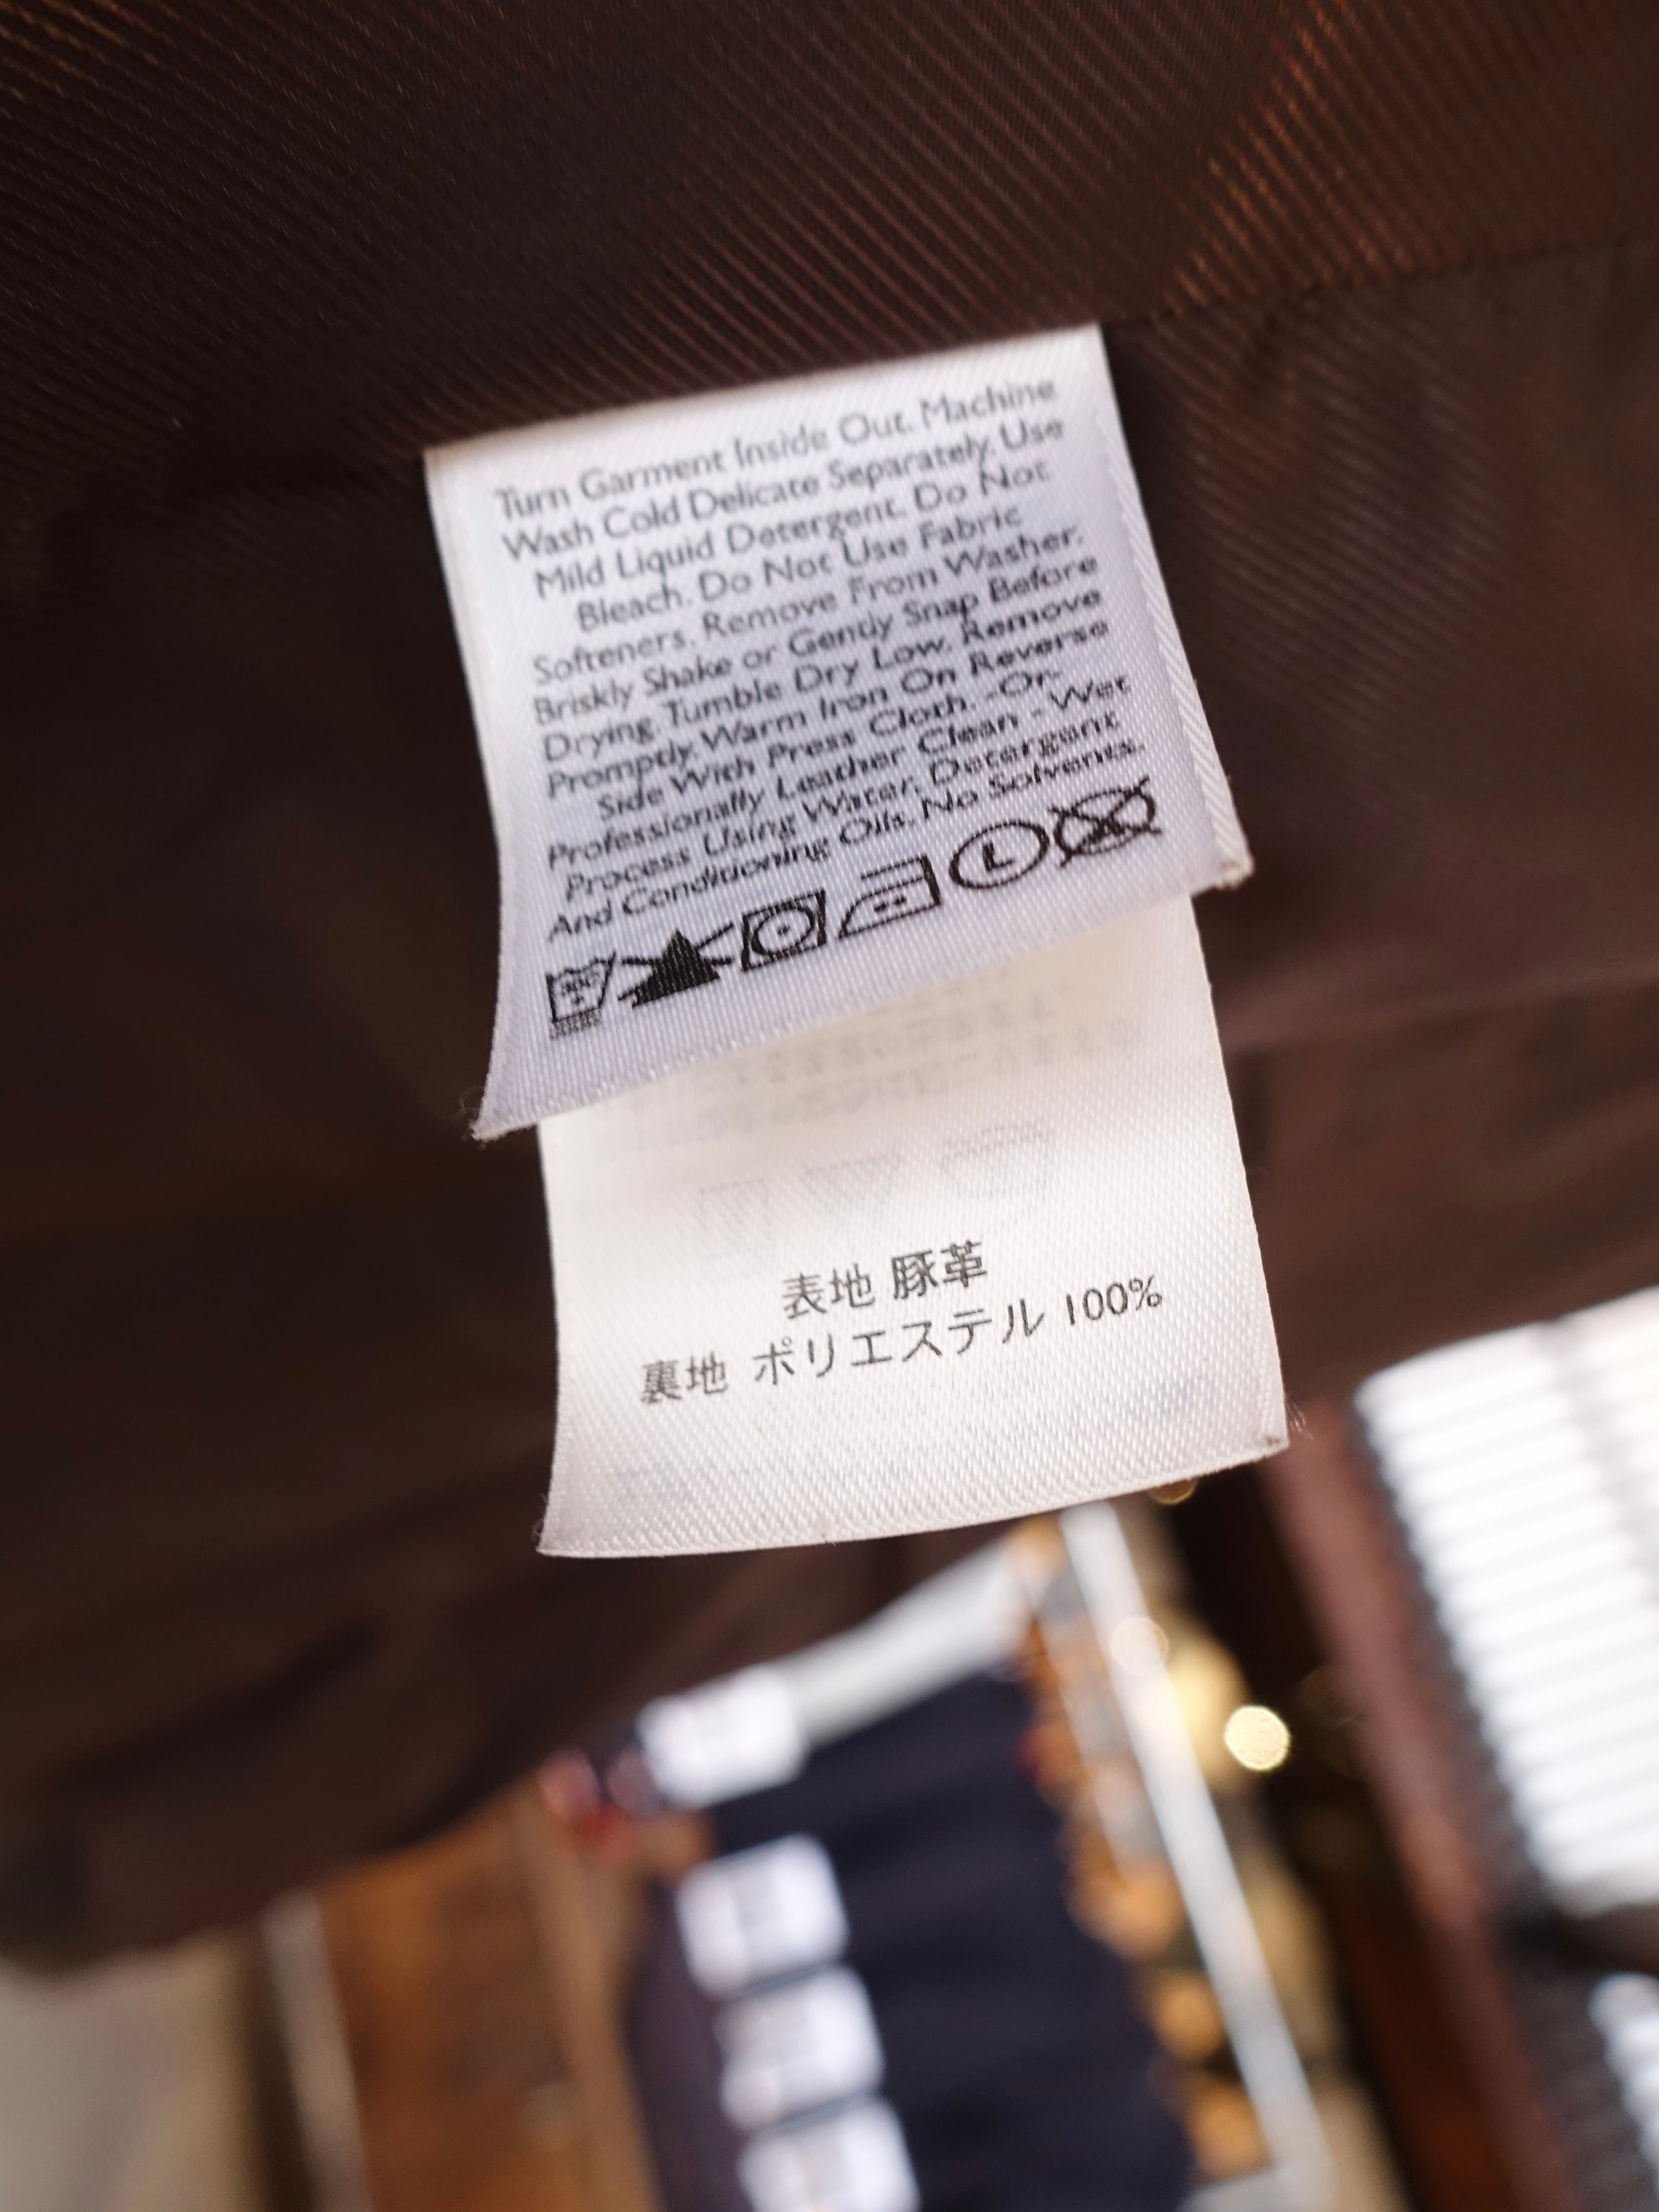 Turn Garment Inside Out. Machine
Wash Cold Delicate Separately. Use
Mild Liquid Detergent. Do Not
Bleach. Do Not Use Fabric
Softeners. Remove From Washer.
Briskly Shake or Gently Snap Before
Drying. Tumble Dry Low. Remove
Promptly. Warm Iron On Reverse
Side With Press Cloth. -Or-
Professionally Leather Clean - Wet
Process Using Water, Detergent
And Conditioning Oils. No Solvents.
30C
L
表地 豚革
裏地 ポリエステル 100%